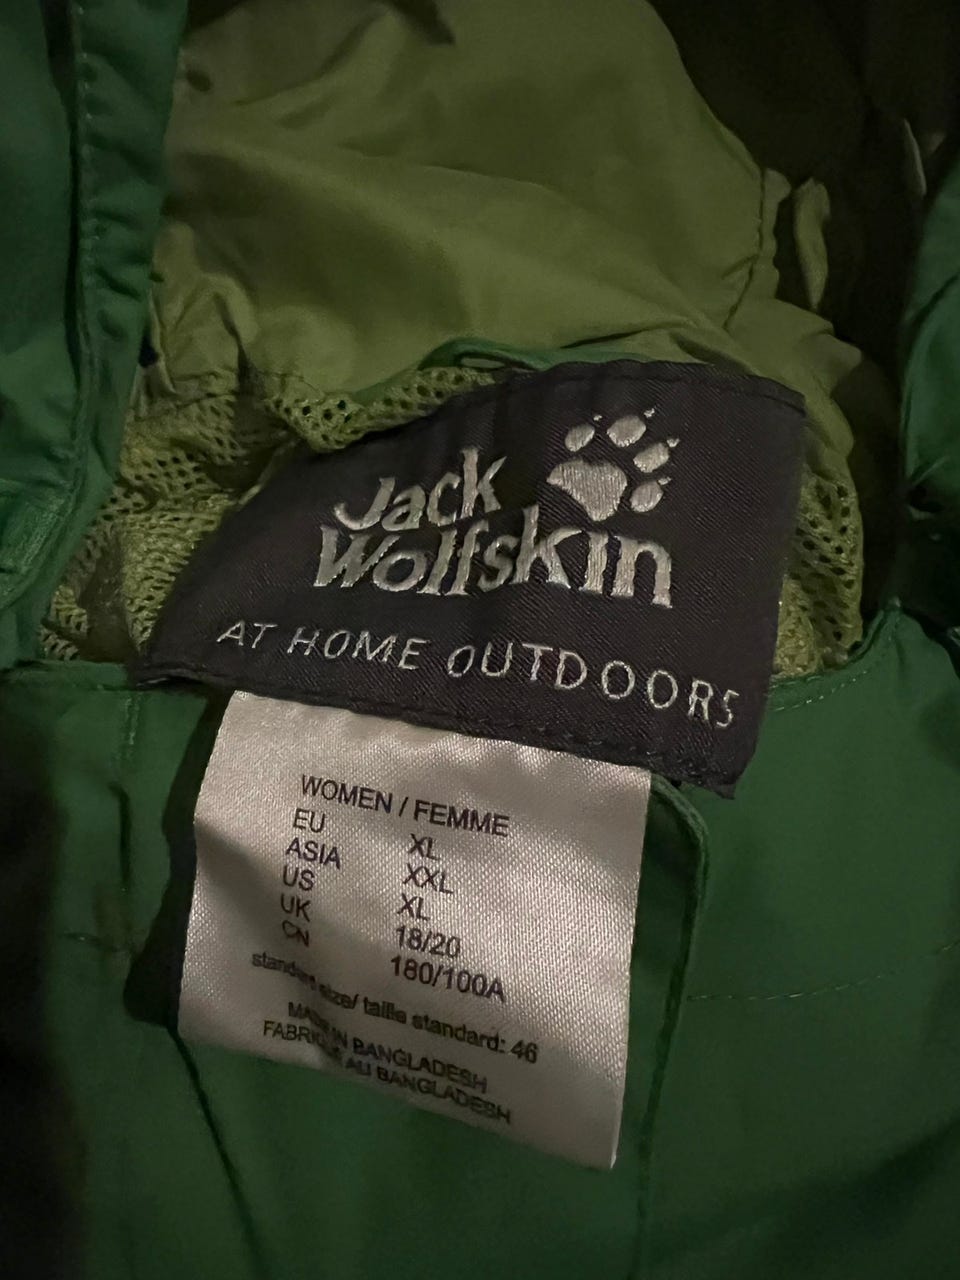 Jack
Wolfskin
AT HOME OUTDOORS
WOMEN / FEMME
EU XL
ASIA XXL
US XL
UK 18/20
CN 180/100A
standard size/ taille standard: 46
MADE IN BANGLADESH
FABRIQUE AU BANGLADESH